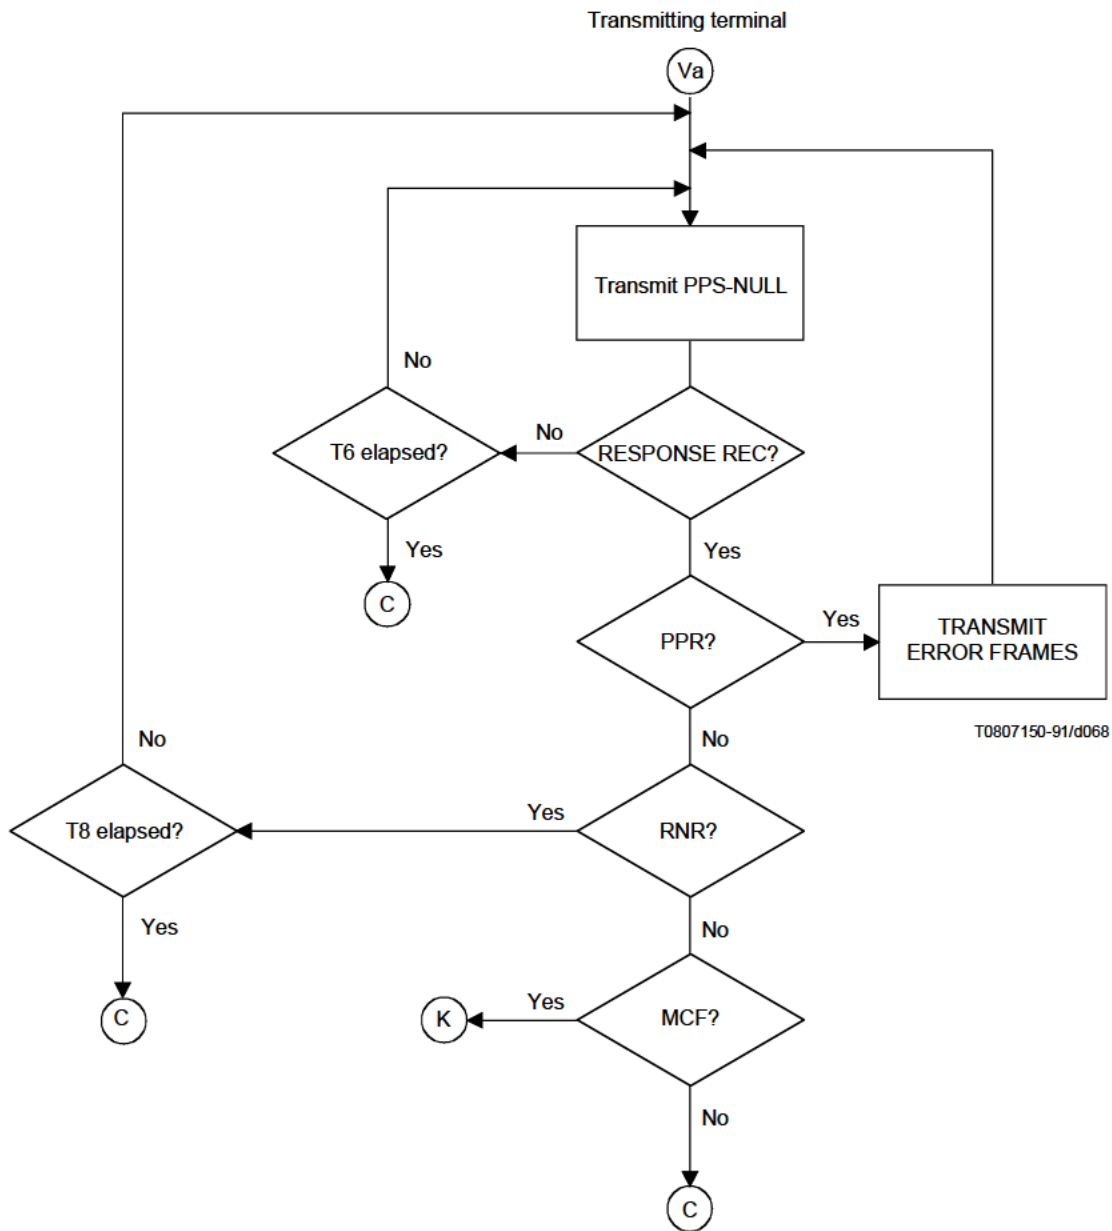 Transmitting terminal
Va
Transmit PPS-NULL
No
T6 elapsed?
No
RESPONSE REC?
Yes
Yes
C
PPR?
Yes
TRANSMIT
ERROR FRAMES
T0807150-91/d068
No
No
T8 elapsed?
Yes
RNR?
Yes
No
C
K
Yes
MCF?
No
C